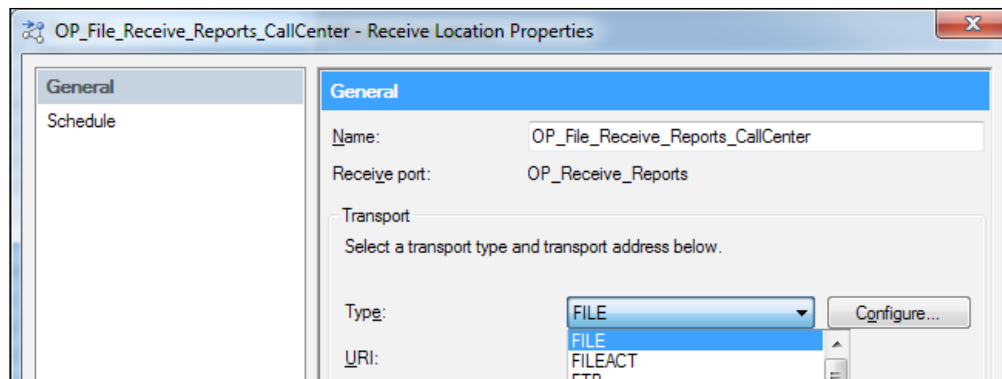 OP_File_Receive_Reports_CallCenter - Receive Location Properties
General
Schedule
General
Name: OP_File_Receive_Reports_CallCenter
Receive port: OP_Receive_Reports
Transport
Select a transport type and transport address below.
Type: FILE Configure...
FILE
URI: FILEACT